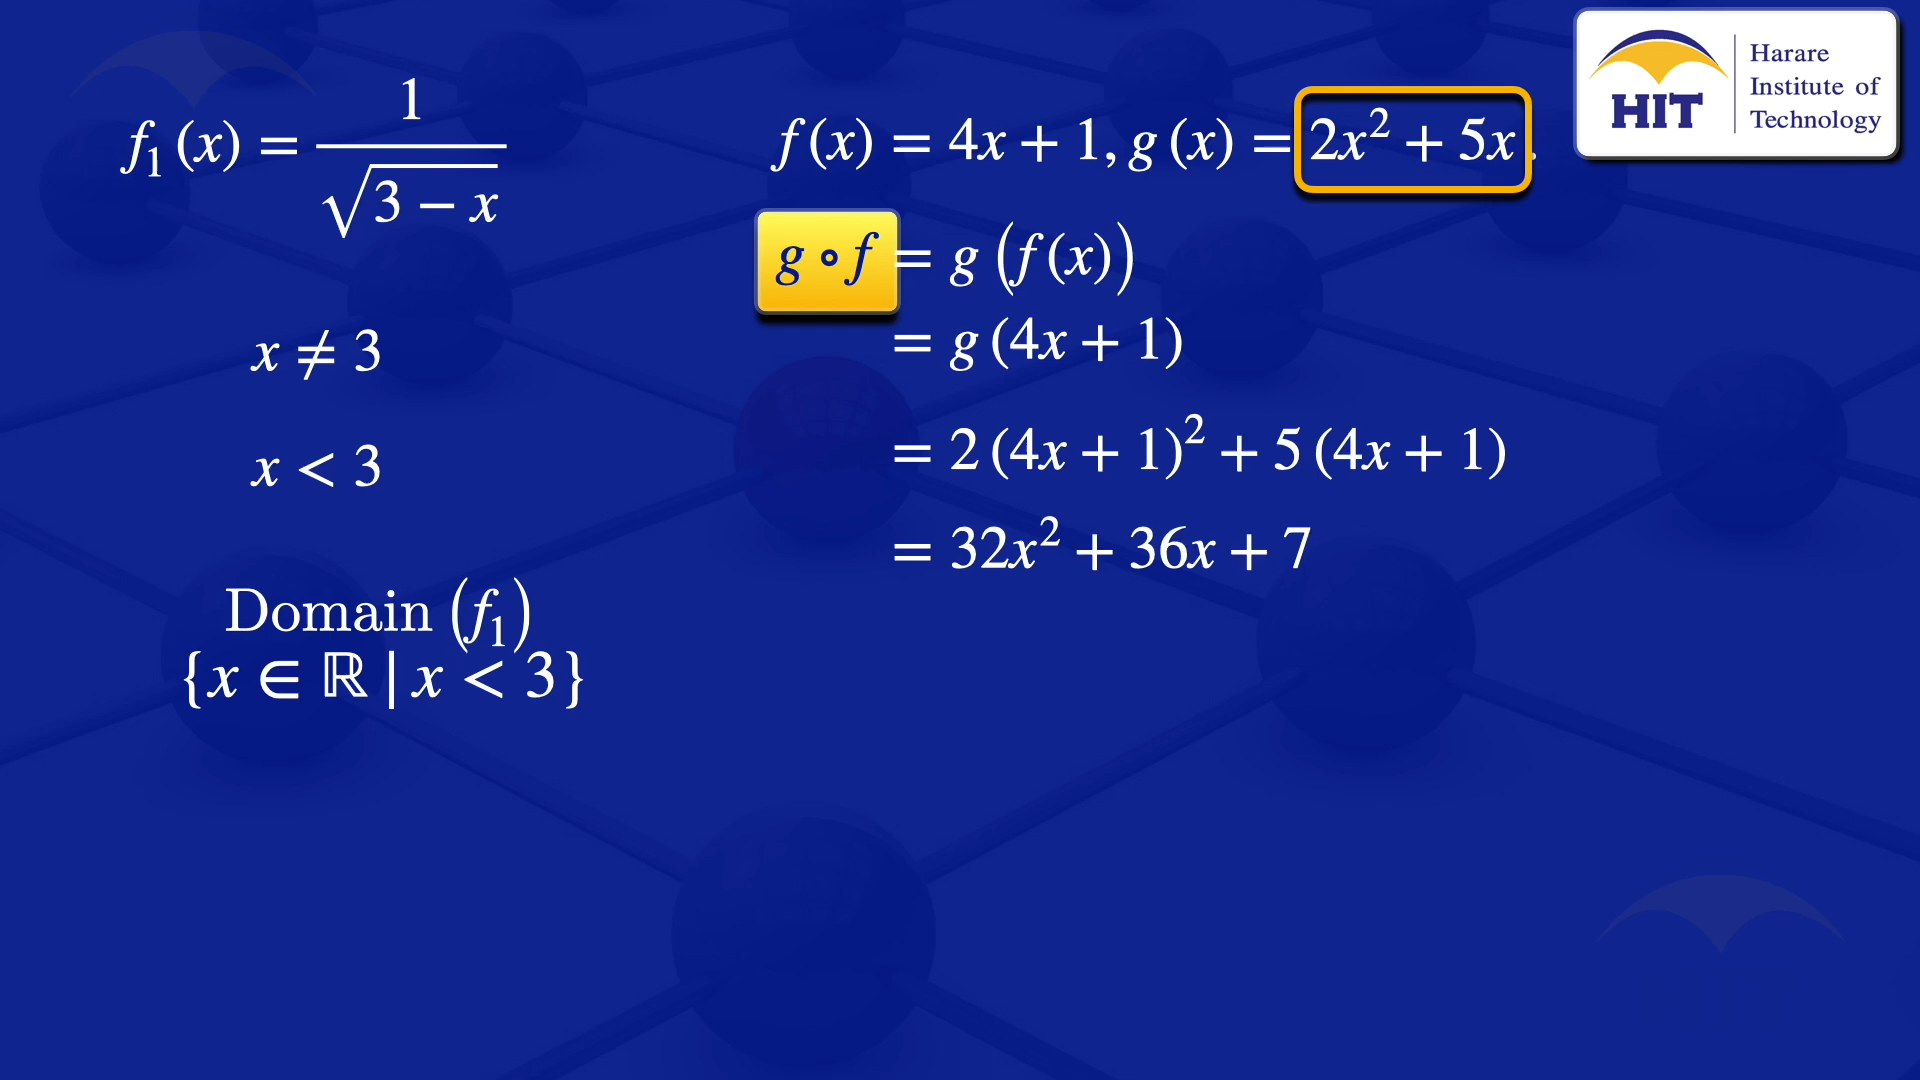 f₁(x) = 1/√(3 − x)
x ≠ 3
x < 3
Domain (f₁)
{x ∈ ℝ | x < 3}
f(x) = 4x + 1, g(x) = 2x² + 5x.
g ∘ f = g(f(x))
= g(4x + 1)
= 2(4x + 1)² + 5(4x + 1)
= 32x² + 36x + 7
HIT
Harare
Institute of
Technology